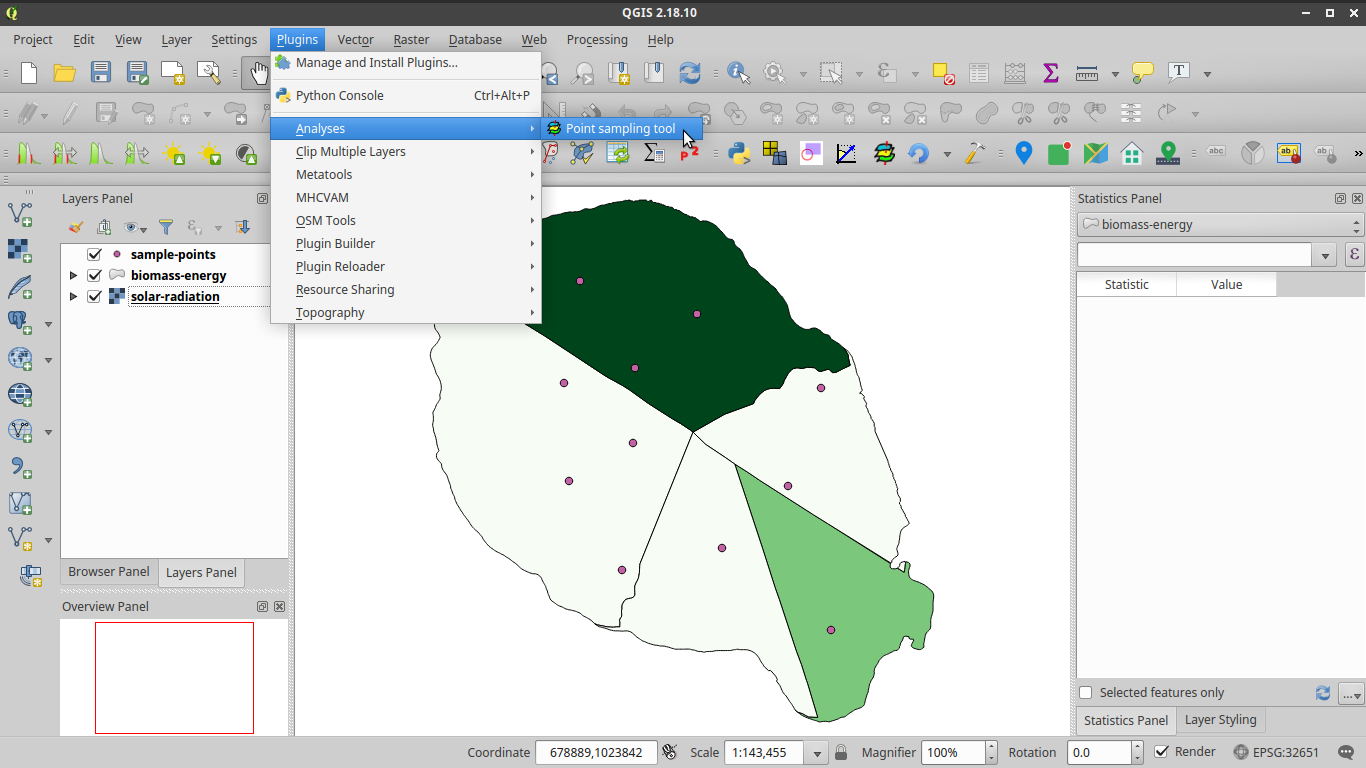 QGIS 2.18.10
Project Edit View Layer Settings Plugins Vector Raster Database Web Processing Help
Manage and Install Plugins...
Python Console Ctrl+Alt+P
Analyses
Point sampling tool
Clip Multiple Layers
Metatools
MHCVAM
OSM Tools
Plugin Builder
Plugin Reloader
Resource Sharing
Topography
Layers Panel
sample-points
biomass-energy
solar-radiation
Browser Panel Layers Panel
Overview Panel
Statistics Panel
biomass-energy
Statistic Value
Selected features only
Statistics Panel Layer Styling
Coordinate 678889,1023842 Scale 1:143,455 Magnifier 100% Rotation 0.0 Render EPSG:32651